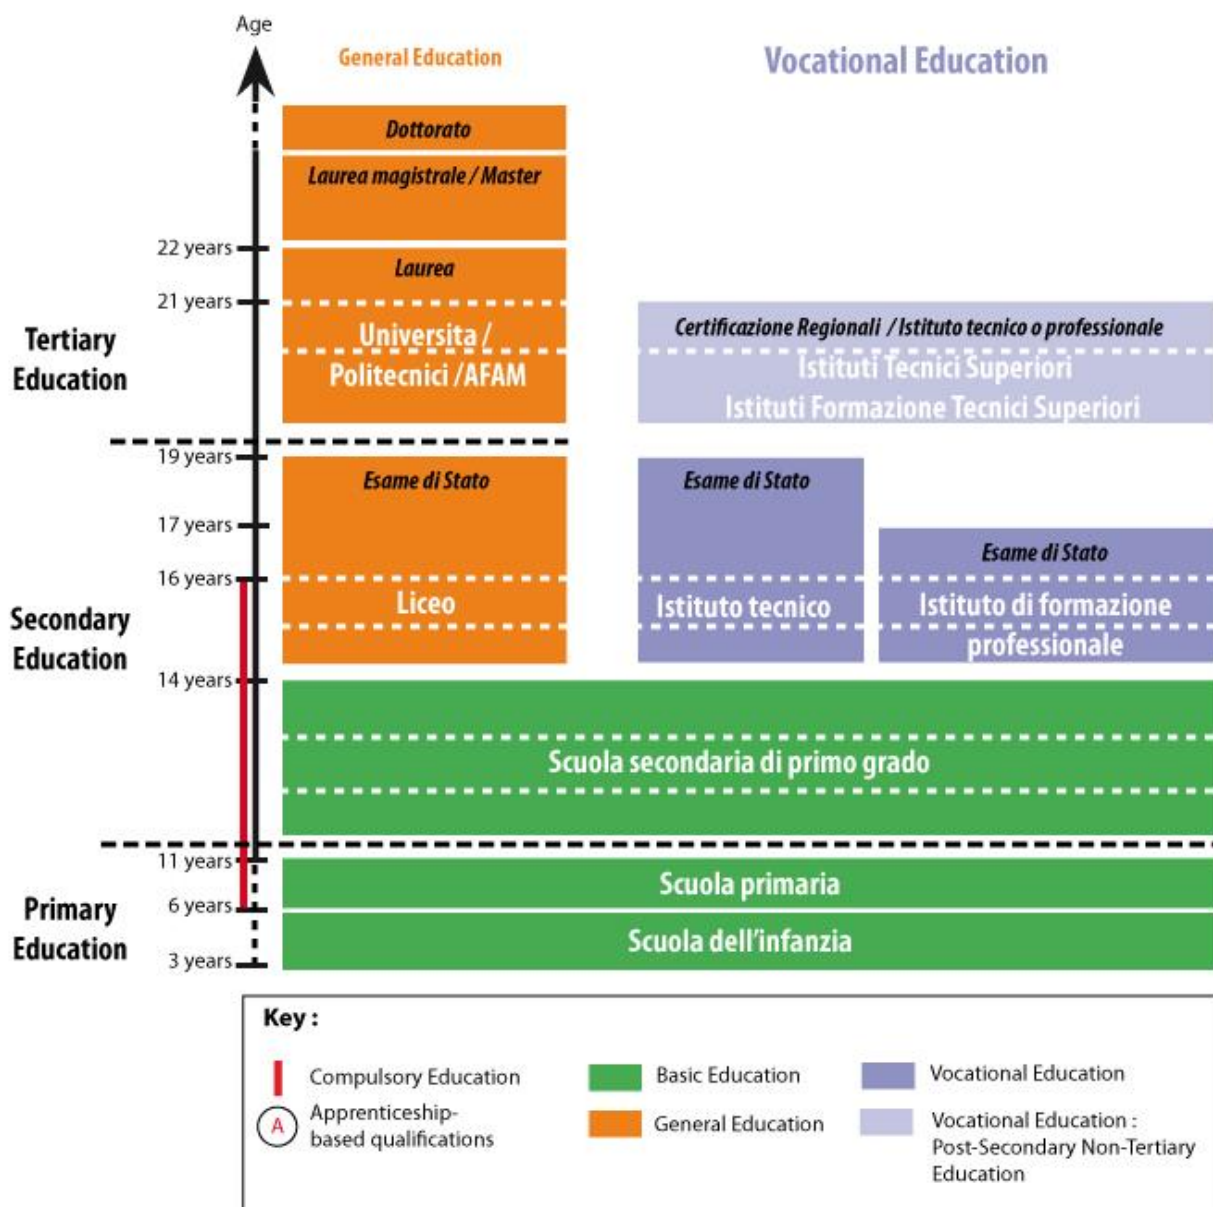 Age
General Education
Vocational Education
Dottorato
Laurea magistrale / Master
22 years
Laurea
21 years
Tertiary
Education
Universita /
Politecnici /AFAM
Certificazione Regionali / Istituto tecnico o professionale
Istituti Tecnici Superiori
Istituti Formazione Tecnici Superiori
19 years
Esame di Stato
Esame di Stato
17 years
Esame di Stato
16 years
Secondary
Education
Liceo
Istituto tecnico
Istituto di formazione
professionale
14 years
Scuola secondaria di primo grado
11 years
Scuola primaria
6 years
Primary
Education
Scuola dell'infanzia
3 years
Key :
Compulsory Education
Basic Education
Vocational Education
A
Apprenticeship-
based qualifications
General Education
Vocational Education :
Post-Secondary Non-Tertiary
Education